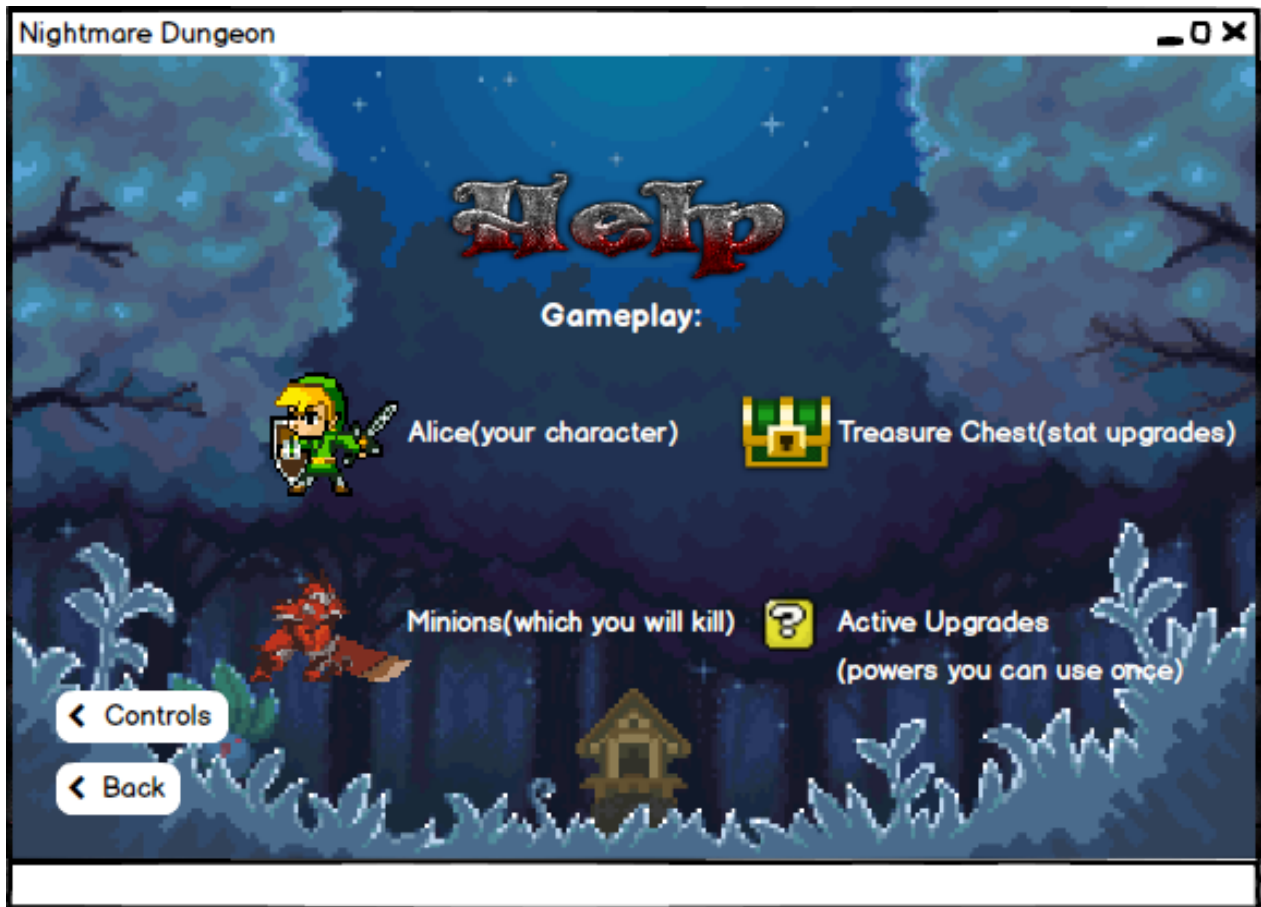 Nightmare Dungeon
Help
Gameplay:
Alice(your character)
Treasure Chest(stat upgrades)
Minions(which you will kill)
?
Active Upgrades
(powers you can use once)
Controls
Back